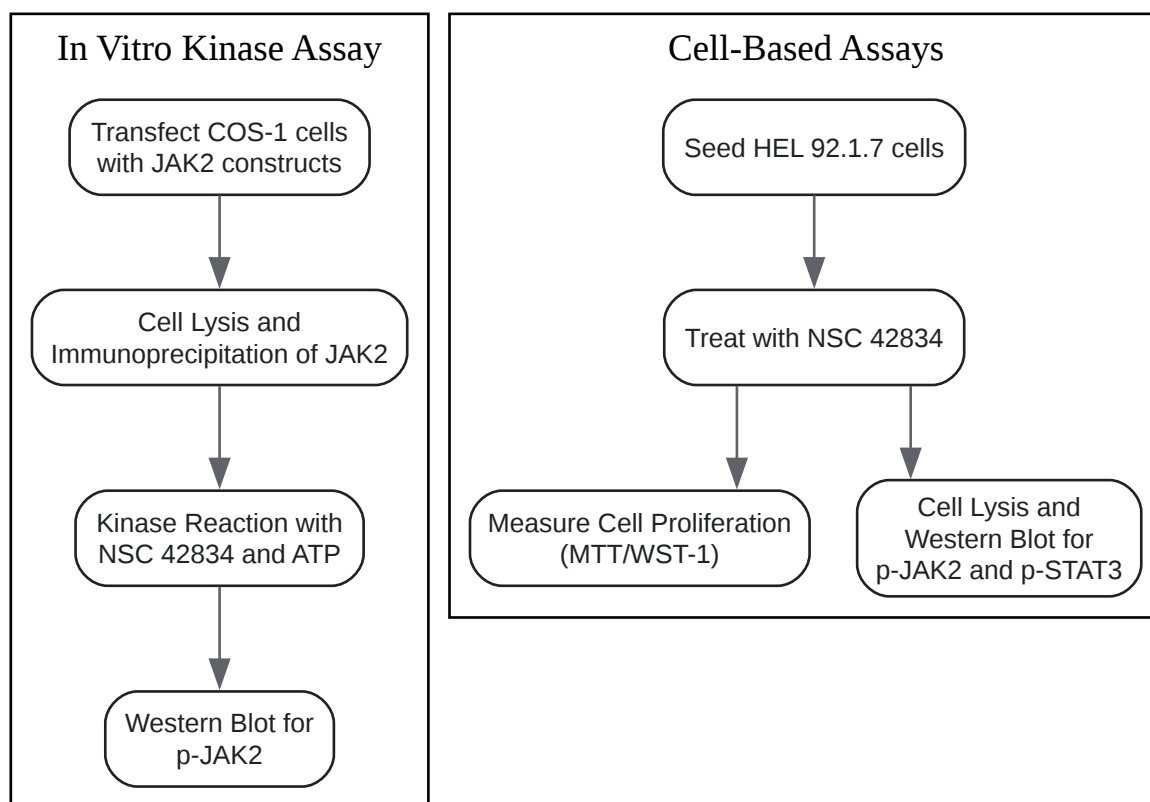 In Vitro Kinase Assay
Transfect COS-1 cells
with JAK2 constructs
Cell Lysis and
Immunoprecipitation of JAK2
Kinase Reaction with
NSC 42834 and ATP
Western Blot for
p-JAK2
Cell-Based Assays
Seed HEL 92.1.7 cells
Treat with NSC 42834
Measure Cell Proliferation
(MTT/WST-1)
Cell Lysis and
Western Blot for
p-JAK2 and p-STAT3